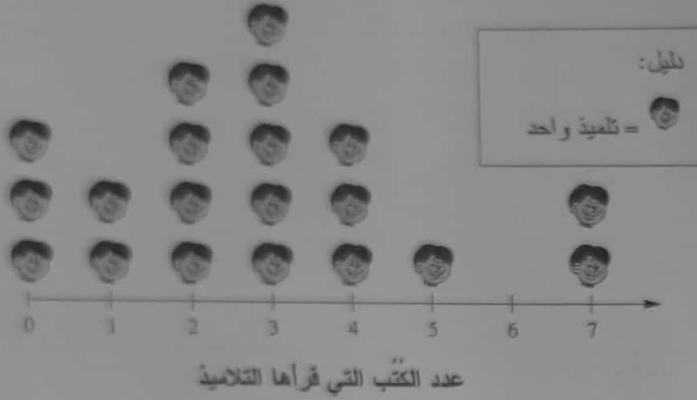 دليل:
= تلميذ واحد
0 1 2 3 4 5 6 7
عدد الكتب التي قرأها التلاميذ